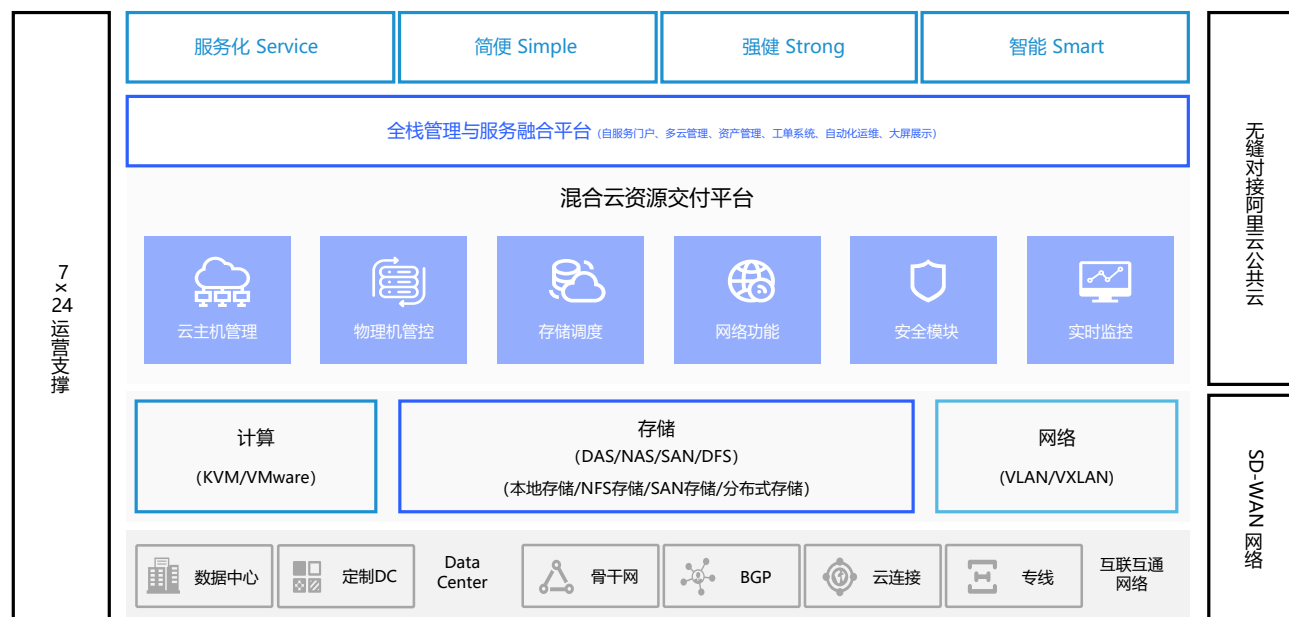 服务化 Service
简便 Simple
强健 Strong
智能 Smart
全栈管理与服务融合平台 (自服务门户、多云管理、资产管理、工单系统、自动化运维、大屏展示)
混合云资源交付平台
云主机管理
物理机管控
存储调度
网络功能
安全模块
实时监控
计算
(KVM/VMware)
存储
(DAS/NAS/SAN/DFS)
(本地存储/NFS存储/SAN存储/分布式存储)
网络
(VLAN/VXLAN)
数据中心
定制DC
Data
Center
骨干网
BGP
云连接
专线
互联互通
网络
7x24运营支撑
无缝对接阿里云公共云
SD-WAN 网络